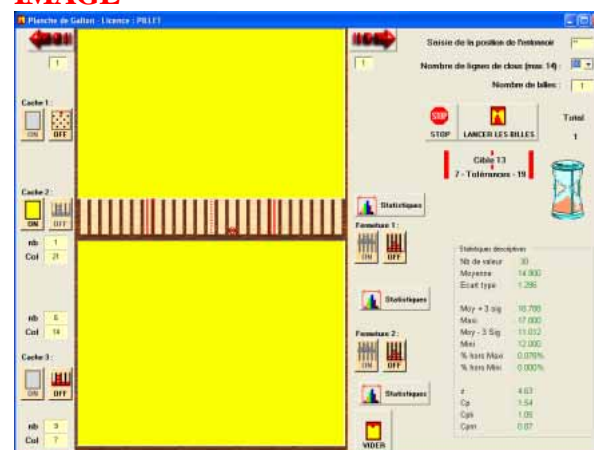 IMAGE
Planche de Galton - Licence : PILLET
Saisie de la position de l'entonnoir
1
1
Nombre de lignes de clous (max: 14) :
Nombre de billes : 1
Cache 1 :
ON OFF
STOP
STOP LANCER LES BILLES
Total
1
Cible 13
7 - Tolérances - 19
Cache 2 :
ON OFF
Statistiques
Fermeture 1 :
ON OFF
nb 1
Col 21
Statistiques descriptives
Nb de valeur 30
Moyenne 14.900
Ecart type 1.296
Moy + 3 sig 18.788
Maxi 17.000
Moy - 3 Sig 11.012
Mini 12.000
% hors Maxi 0.078%
% hors Mini 0.000%
z 4.63
Cp 1.54
Cpk 1.05
Cpm 0.87
Statistiques
nb 6
Col 14
Fermeture 2 :
ON OFF
Cache 3 :
ON OFF
Statistiques
nb 9
Col 7
VIDER